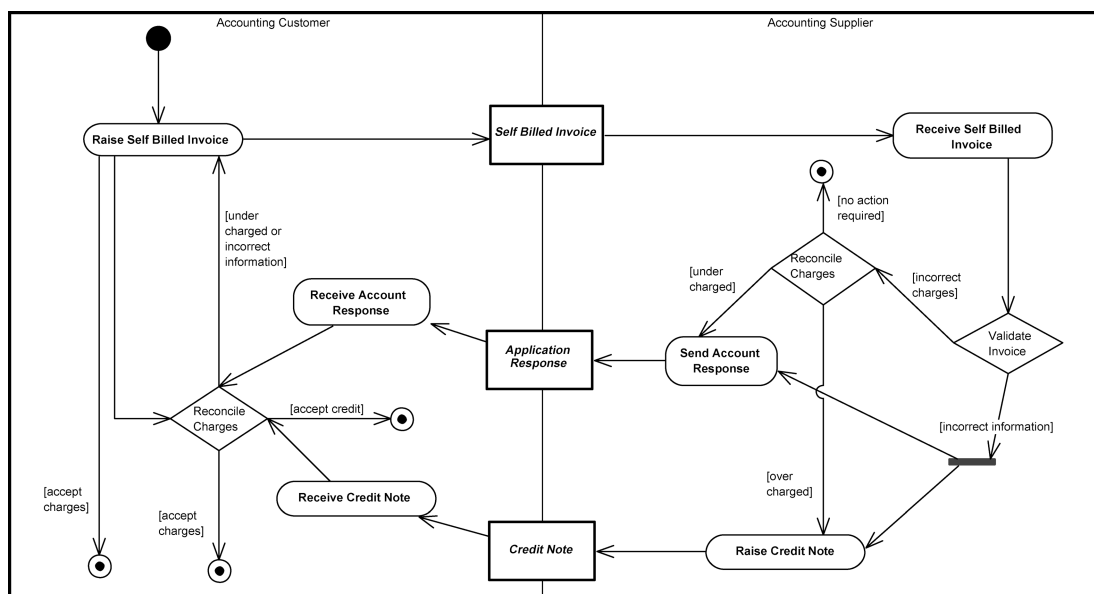 Accounting Customer
Accounting Supplier
Raise Self Billed Invoice
Self Billed Invoice
Receive Self Billed
Invoice
[no action
required]
[under
charged or
incorrect
information]
Reconcile
Charges
[under
charged]
[incorrect
charges]
Receive Account
Response
Validate
Invoice
Application
Response
Send Account
Response
Reconcile
Charges
[accept credit]
[incorrect information]
[over
charged]
[accept
charges]
Receive Credit Note
[accept
charges]
Credit Note
Raise Credit Note